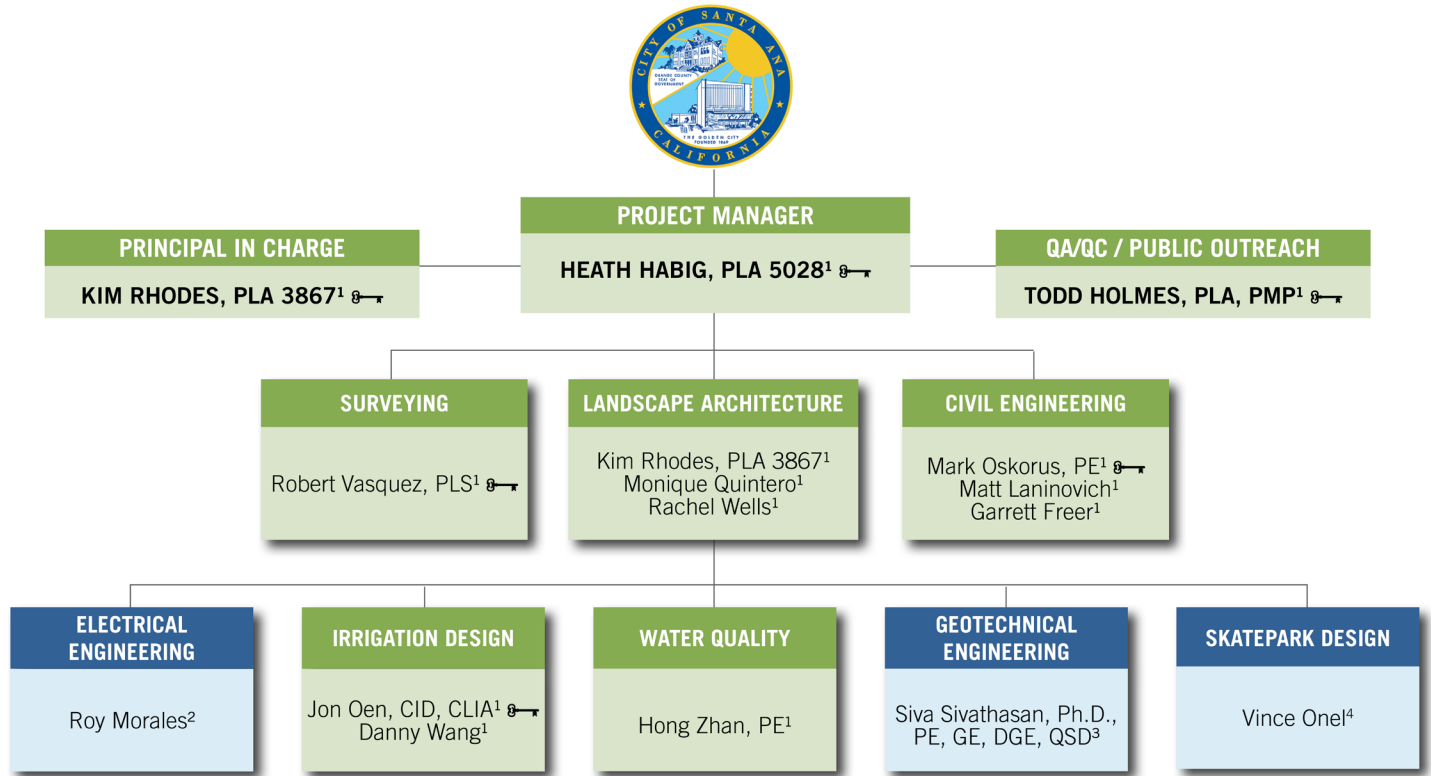 CITY OF SANTA ANA
ORANGE COUNTY
SEAT OF
GOVERNMENT
THE GOLDEN CITY
FOUNDED 1869
CALIFORNIA
PROJECT MANAGER
HEATH HABIG, PLA 5028¹
PRINCIPAL IN CHARGE
KIM RHODES, PLA 3867¹
QA/QC / PUBLIC OUTREACH
TODD HOLMES, PLA, PMP¹
SURVEYING
Robert Vasquez, PLS¹
LANDSCAPE ARCHITECTURE
Kim Rhodes, PLA 3867¹
Monique Quintero¹
Rachel Wells¹
CIVIL ENGINEERING
Mark Oskorus, PE¹
Matt Laninovich¹
Garrett Freer¹
ELECTRICAL
ENGINEERING
Roy Morales²
IRRIGATION DESIGN
Jon Oen, CID, CLIA¹
Danny Wang¹
WATER QUALITY
Hong Zhan, PE¹
GEOTECHNICAL
ENGINEERING
Siva Sivathasan, Ph.D.,
PE, GE, DGE, QSD³
SKATEPARK DESIGN
Vince Onel⁴